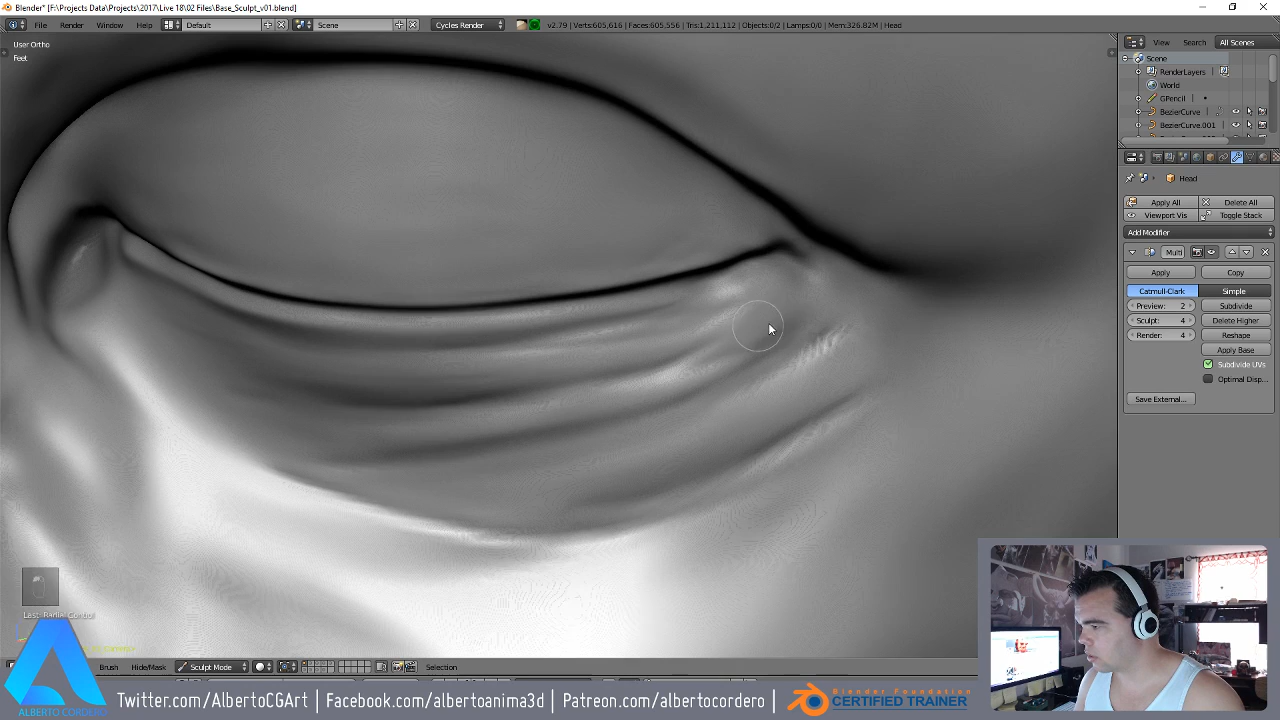 Blender* [F:\Projects Data\Projects\2017\Live 18\02 Files\Base_Sculpt_v01.blend]
File Render Window Help Default Scene Cycles Render v2.79 | Verts:605,616 | Faces:605,556 | Tris:1,211,112 | Objects:0/2 | Lamps:0/0 | Mem:326.82M | Head
User Ortho
Feet
View Search All Scenes
Scene
RenderLayers
World
GPencil
BezierCurve
BezierCurve.001
Head
Apply All Delete All
Viewport Vis Toggle Stack
Add Modifier
Multi
Apply Copy
Catmull-Clark Simple
Preview: 2 Subdivide
Sculpt: 4 Delete Higher
Render: 4 Reshape
Apply Base
Subdivide UVs
Optimal Disp...
Save External...
Last: Radial Control
Brush Hide/Mask Sculpt Mode Selection
ALBERTO CORDERO
Twitter.com/AlbertoCGArt | Facebook.com/albertoanima3d | Patreon.com/albertocordero |
Blender Foundation
CERTIFIED TRAINER